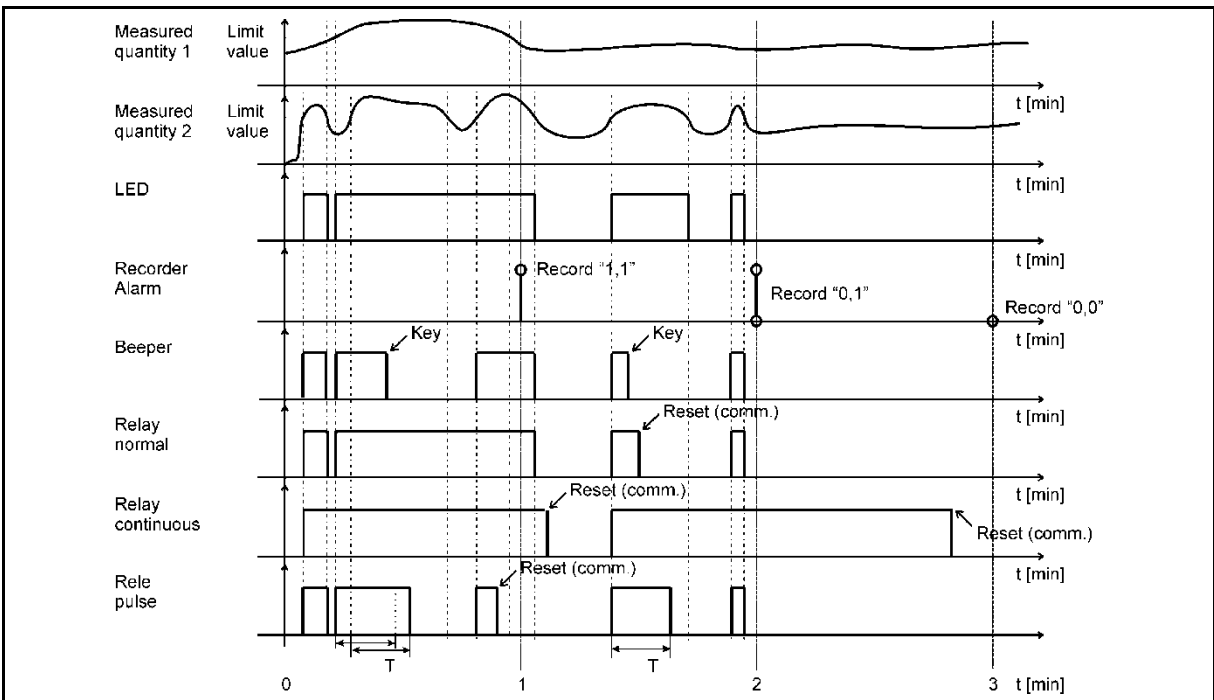 Measured Limit
quantity 1 value
t [min]
Measured Limit
quantity 2 value
t [min]
LED
t [min]
Recorder
Alarm
Record “1,1”
Record “0,1”
Record “0,0”
t [min]
Beeper
Key
Key
t [min]
Relay
normal
Reset (comm.)
t [min]
Relay
continuous
Reset (comm.)
Reset (comm.)
t [min]
Rele
pulse
Reset (comm.)
T
T
0 1 2 3 t [min]